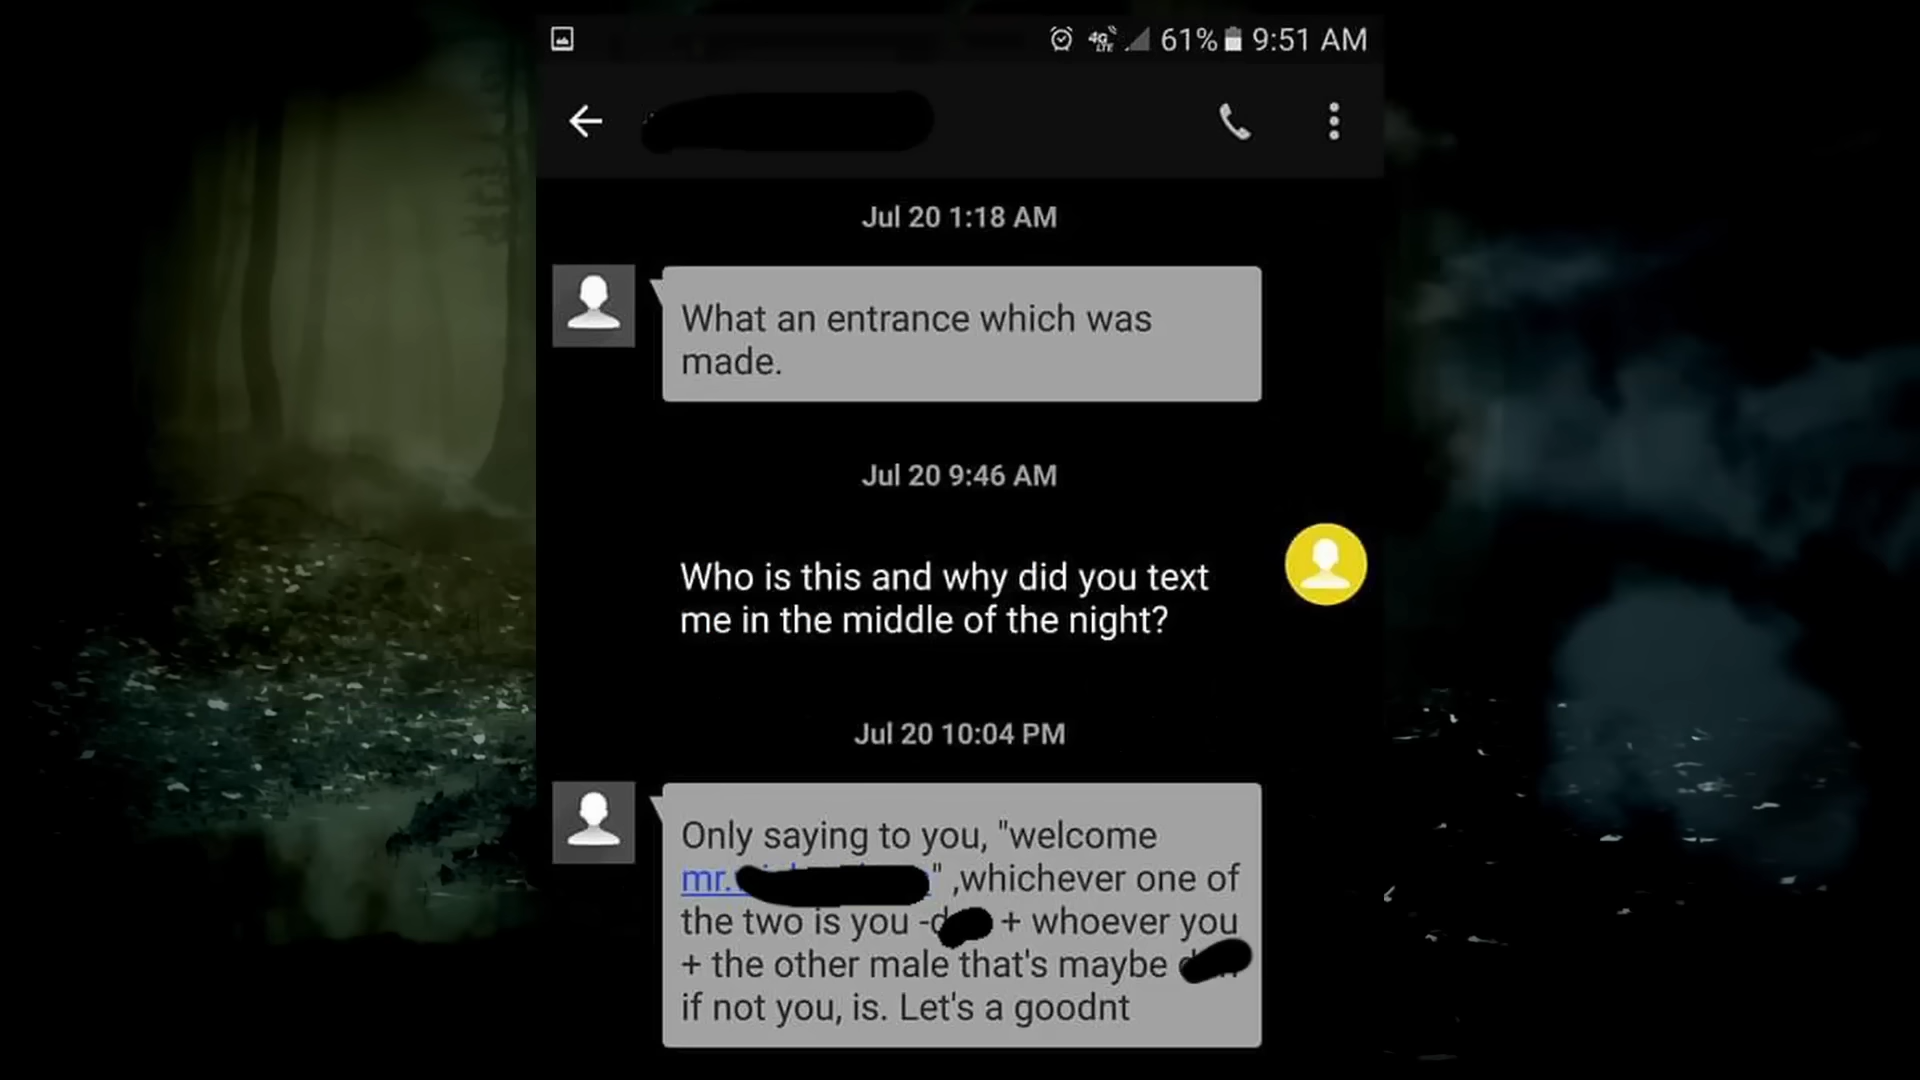 4G LTE 61% 9:51 AM
Jul 20 1:18 AM
What an entrance which was
made.
Jul 20 9:46 AM
Who is this and why did you text
me in the middle of the night?
Jul 20 10:04 PM
Only saying to you, "welcome
mr. " ,whichever one of
the two is you - + whoever you
+ the other male that's maybe
if not you, is. Let's a goodnt